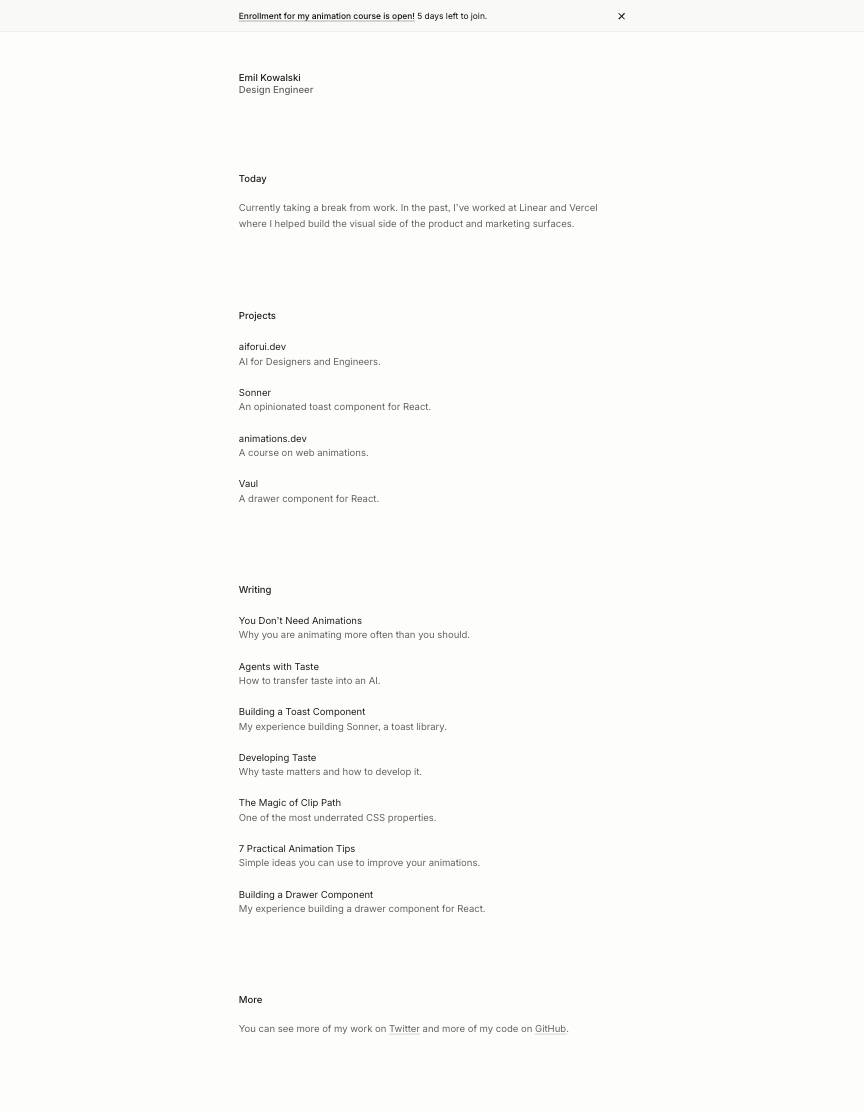 Enrollment for my animation course is open! 5 days left to join.
Emil Kowalski
Design Engineer
Today
Currently taking a break from work. In the past, I've worked at Linear and Vercel
where I helped build the visual side of the product and marketing surfaces.
Projects
aiforui.dev
AI for Designers and Engineers.
Sonner
An opinionated toast component for React.
animations.dev
A course on web animations.
Vaul
A drawer component for React.
Writing
You Don't Need Animations
Why you are animating more often than you should.
Agents with Taste
How to transfer taste into an AI.
Building a Toast Component
My experience building Sonner, a toast library.
Developing Taste
Why taste matters and how to develop it.
The Magic of Clip Path
One of the most underrated CSS properties.
7 Practical Animation Tips
Simple ideas you can use to improve your animations.
Building a Drawer Component
My experience building a drawer component for React.
More
You can see more of my work on Twitter and more of my code on GitHub.